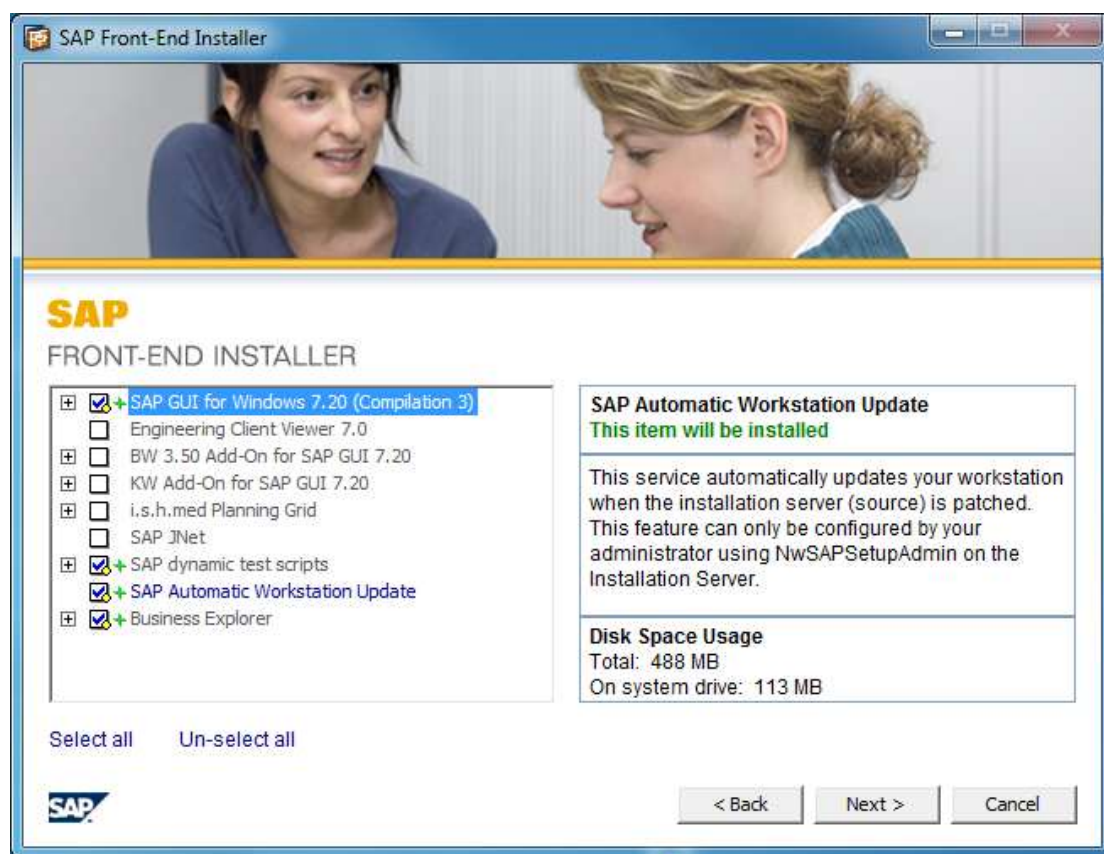 SAP Front-End Installer
SAP
FRONT-END INSTALLER
SAP GUI for Windows 7.20 (Compilation 3)
Engineering Client Viewer 7.0
BW 3.50 Add-On for SAP GUI 7.20
KW Add-On for SAP GUI 7.20
i.s.h.med Planning Grid
SAP JNet
SAP dynamic test scripts
SAP Automatic Workstation Update
Business Explorer
SAP Automatic Workstation Update
This item will be installed
This service automatically updates your workstation
when the installation server (source) is patched.
This feature can only be configured by your
administrator using NwSAPSetupAdmin on the
Installation Server.
Disk Space Usage
Total: 488 MB
On system drive: 113 MB
Select all Un-select all
SAP
< Back Next > Cancel